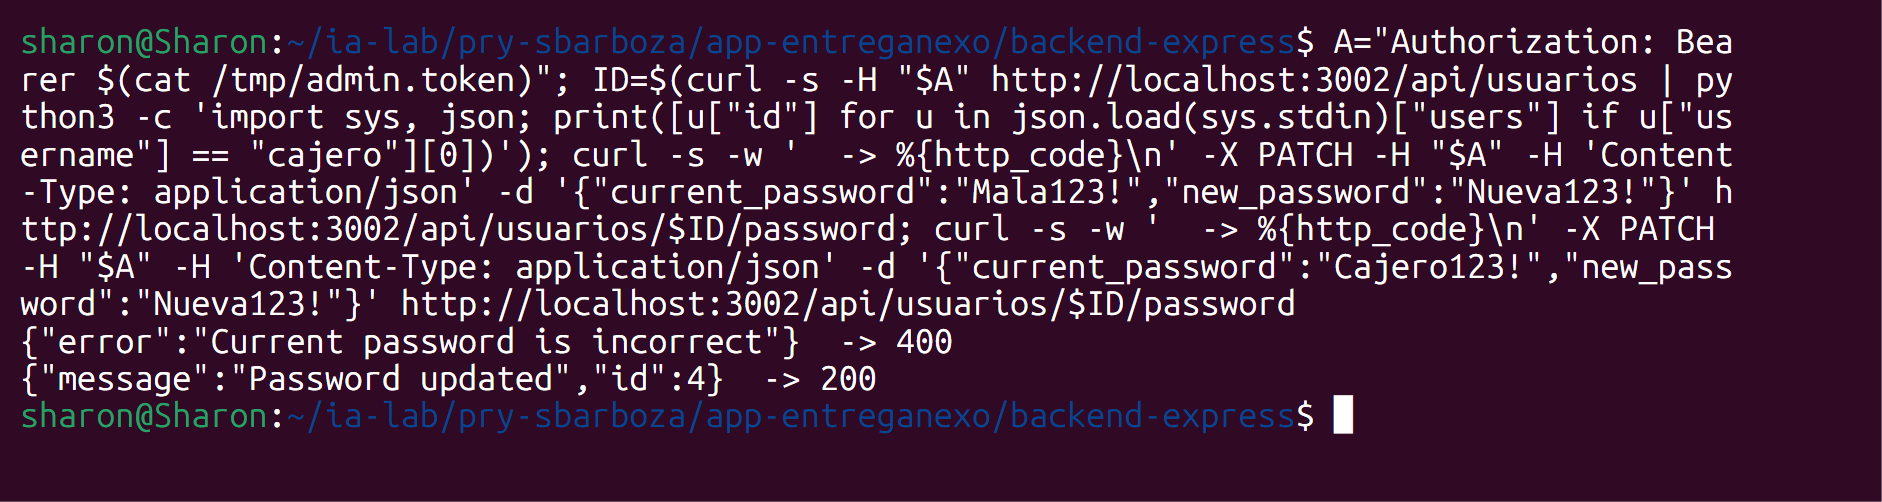 sharon@Sharon:~/ia-lab/pry-sbarboza/app-entreganexo/backend-express$ A="Authorization: Bea
rer $(cat /tmp/admin.token)"; ID=$(curl -s -H "$A" http://localhost:3002/api/usuarios | py
thon3 -c 'import sys, json; print([u["id"] for u in json.load(sys.stdin)["users"] if u["us
ername"] == "cajero"][0])'); curl -s -w '  -> %{http_code}\n' -X PATCH -H "$A" -H 'Content
-Type: application/json' -d '{"current_password":"Mala123!","new_password":"Nueva123!"}' h
ttp://localhost:3002/api/usuarios/$ID/password; curl -s -w '  -> %{http_code}\n' -X PATCH
-H "$A" -H 'Content-Type: application/json' -d '{"current_password":"Cajero123!","new_pass
word":"Nueva123!"}' http://localhost:3002/api/usuarios/$ID/password
{"error":"Current password is incorrect"}  -> 400
{"message":"Password updated","id":4}  -> 200
sharon@Sharon:~/ia-lab/pry-sbarboza/app-entreganexo/backend-express$